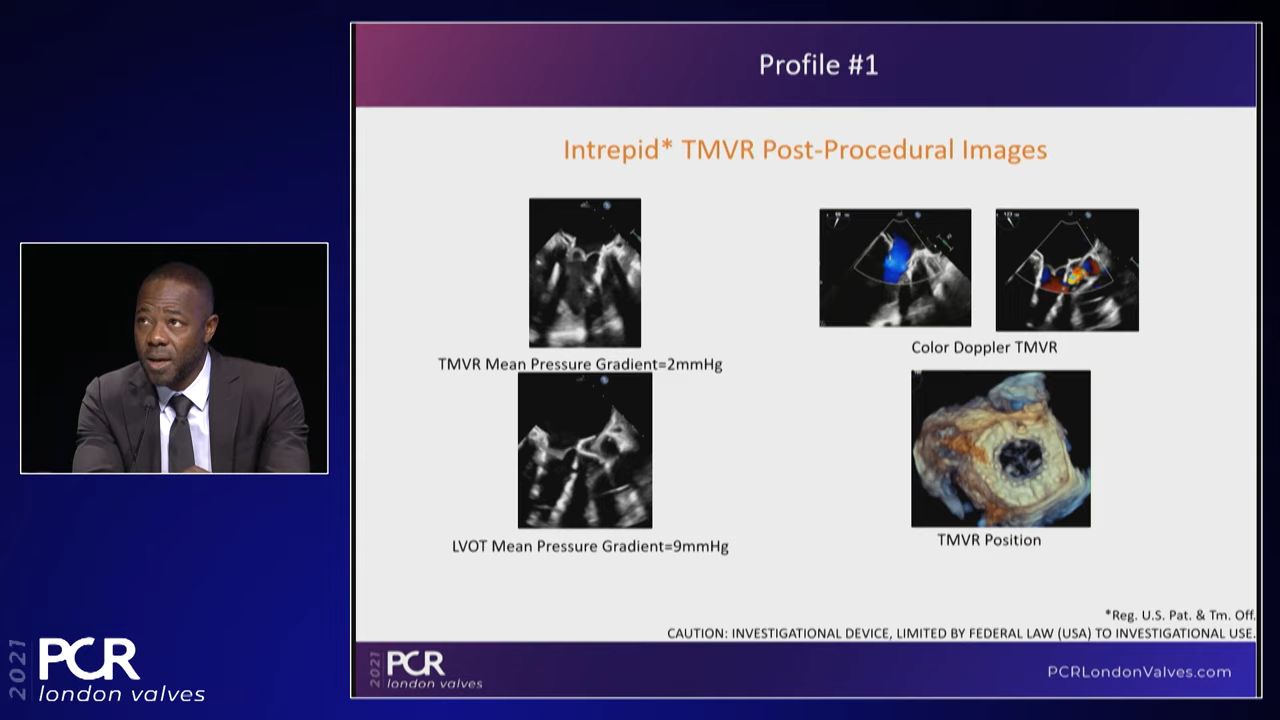 Profile #1
Intrepid* TMVR Post-Procedural Images
TMVR Mean Pressure Gradient=2mmHg
Color Doppler TMVR
LVOT Mean Pressure Gradient=9mmHg
TMVR Position
*Reg. U.S. Pat. & Tm. Off.
CAUTION: INVESTIGATIONAL DEVICE, LIMITED BY FEDERAL LAW (USA) TO INVESTIGATIONAL USE.
2021
PCR
london valves
PCRLondonValves.com
2021
PCR
london valves